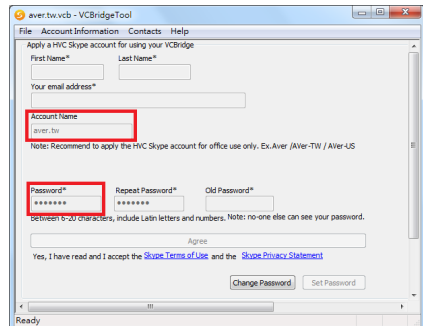 aver.tw.vcb - VCBridgeTool
File Account Information Contacts Help
Apply a HVC Skype account for using your VCBridge
First Name* Last Name*
Your email address*
Account Name
aver.tw
Note: Recommend to apply the HVC Skype account for office use only. Ex.Aver /AVer-TW / AVer-US
Password* Repeat Password* Old Password*
••••••• •••••••
between 6-20 characters, include Latin letters and numbers. Note: no-one else can see your password.
Agree
Yes, I have read and I accept the Skype Terms of Use and the Skype Privacy Statement
Change Password Set Password
Ready